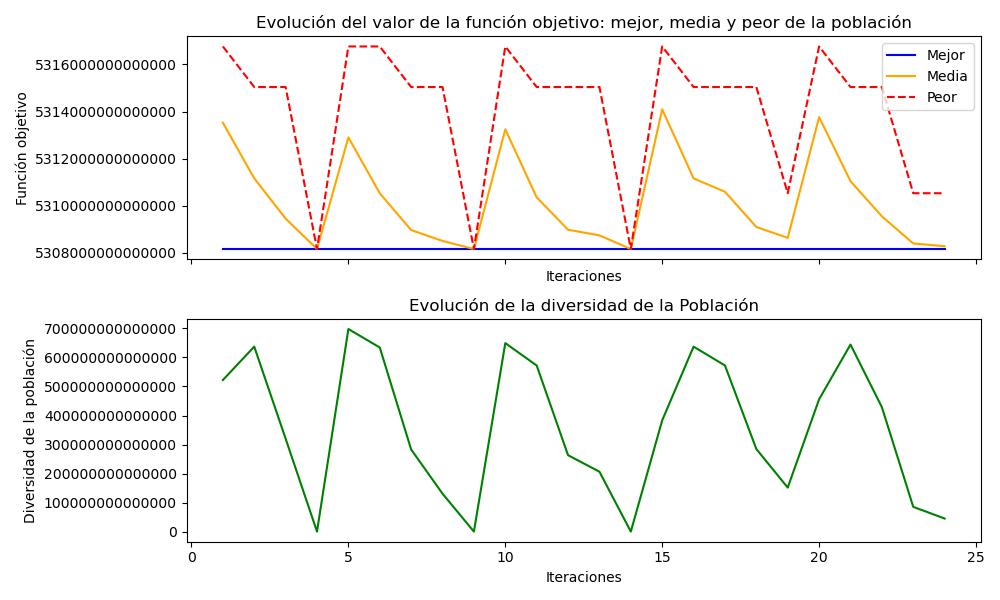 Evolución del valor de la función objetivo: mejor, media y peor de la población
Función objetivo
5316000000000000
5314000000000000
5312000000000000
5310000000000000
5308000000000000
Mejor
Media
Peor
Iteraciones
Evolución de la diversidad de la Población
Diversidad de la población
700000000000000
600000000000000
500000000000000
400000000000000
300000000000000
200000000000000
100000000000000
0
0 5 10 15 20 25
Iteraciones